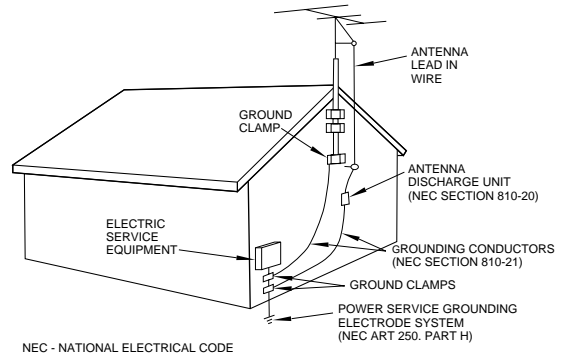 ANTENNA
LEAD IN
WIRE
GROUND
CLAMP
ANTENNA
DISCHARGE UNIT
(NEC SECTION 810-20)
ELECTRIC
SERVICE
EQUIPMENT
GROUNDING CONDUCTORS
(NEC SECTION 810-21)
GROUND CLAMPS
POWER SERVICE GROUNDING
ELECTRODE SYSTEM
(NEC ART 250. PART H)
NEC - NATIONAL ELECTRICAL CODE